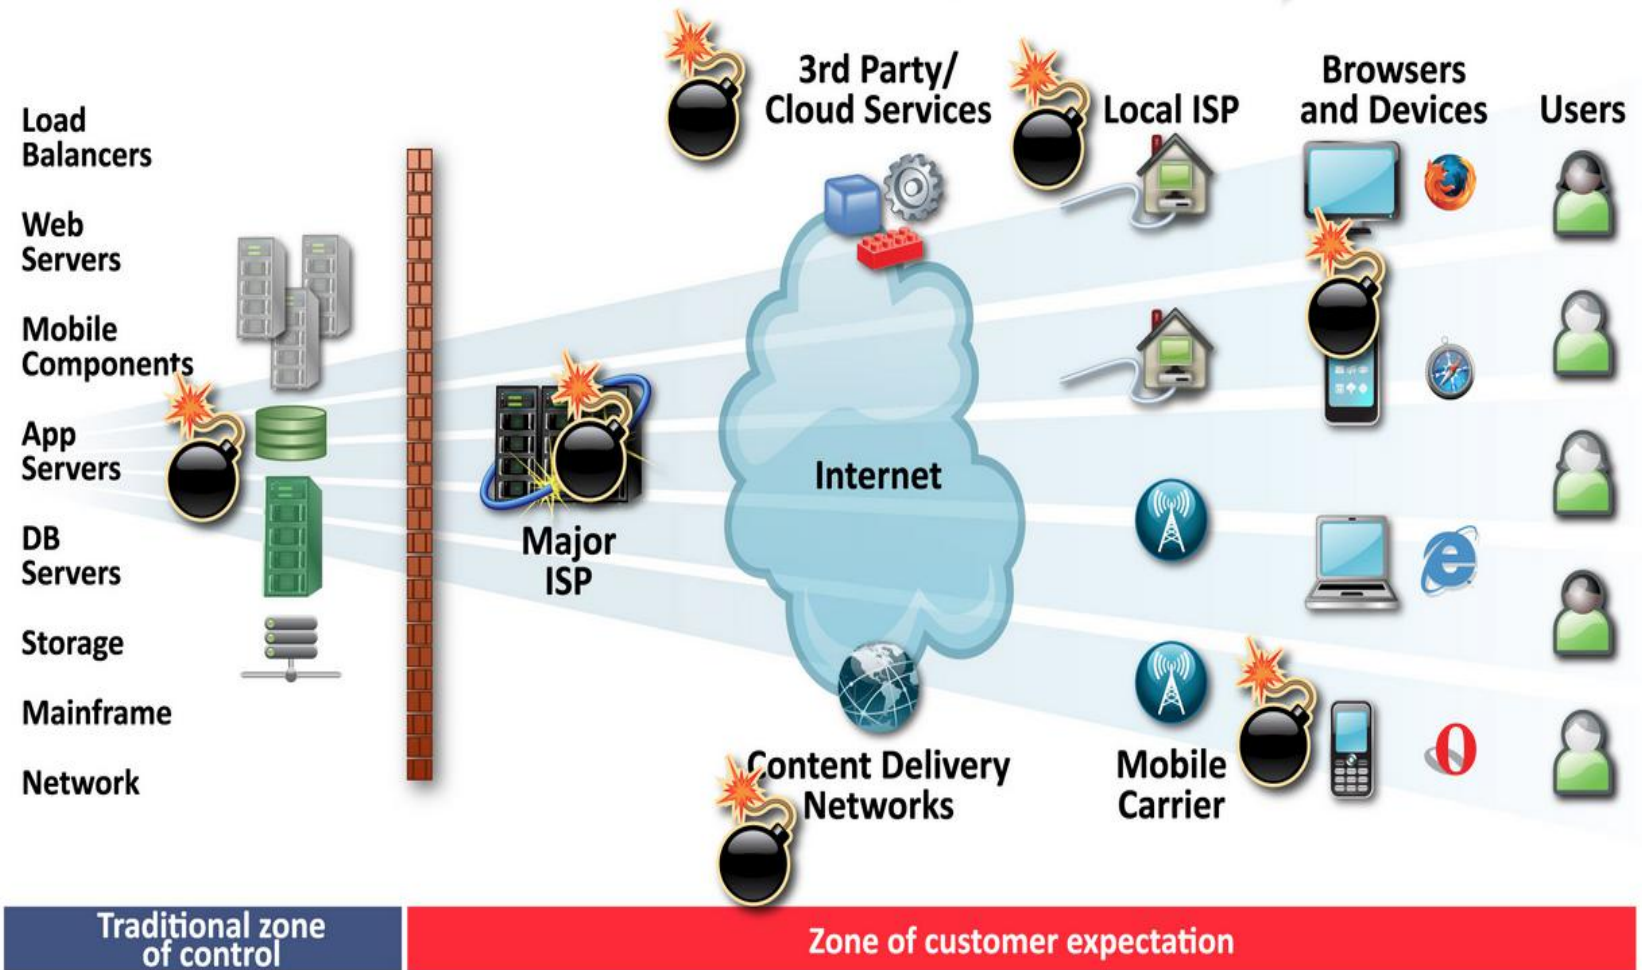 Load
Balancers
Web
Servers
Mobile
Components
App
Servers
DB
Servers
Storage
Mainframe
Network
Major
ISP
3rd Party/
Cloud Services
Internet
Content Delivery
Networks
Local ISP
Mobile
Carrier
Browsers
and Devices
Users
Traditional zone
of control
Zone of customer expectation